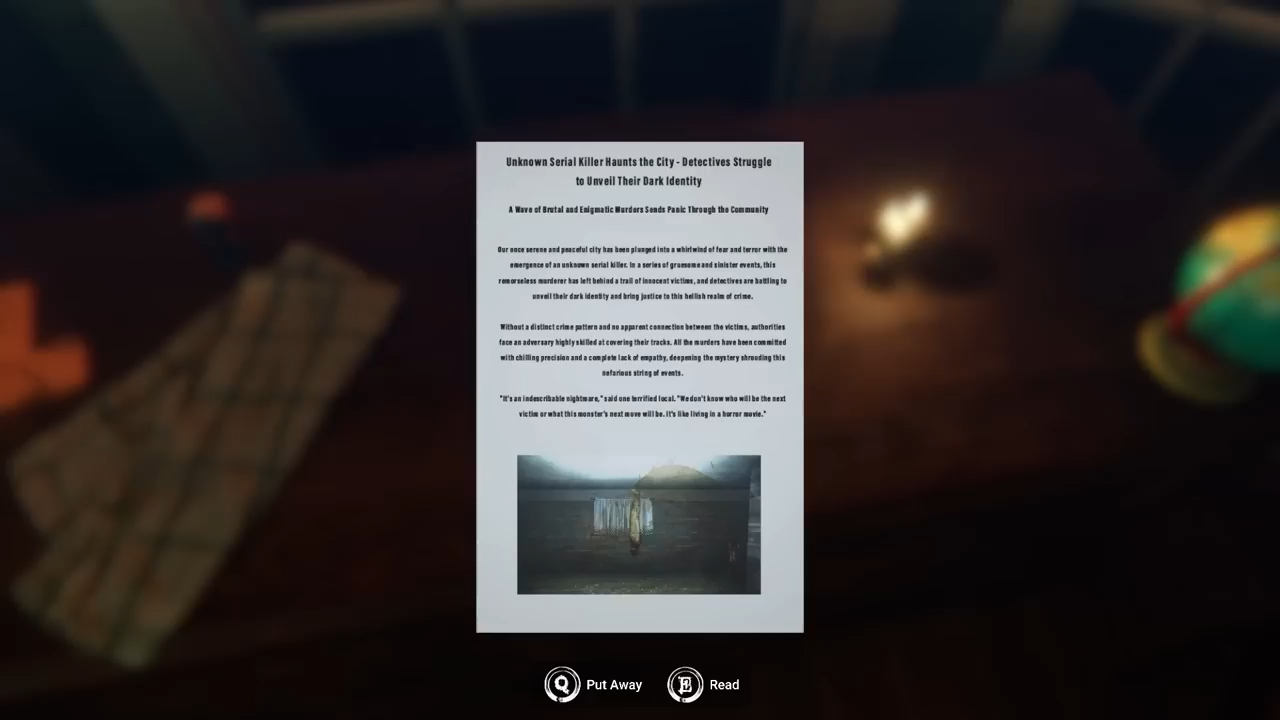 Unknown Serial Killer Haunts the City - Detectives Struggle
to Unveil Their Dark Identity
A Wave of Brutal and Enigmatic Murders Sends Panic Through the Community
Our once serene and peaceful city has been plunged into a whirlwind of fear and terror with the
emergence of an unknown serial killer. In a series of gruesome and sinister events, this
remorseless murderer has left behind a trail of innocent victims, and detectives are battling to
unveil their dark identity and bring justice to this hellish realm of crime.
Without a distinct crime pattern and no apparent connection between the victims, authorities
face an adversary highly skilled at covering their tracks. All the murders have been committed
with chilling precision and a complete lack of empathy, deepening the mystery shrouding this
nefarious string of events.
"It's an indescribable nightmare," said one terrified local. "We don't know who will be the next
victim or what this monster's next move will be. It's like living in a horror movie."
Q Put Away E Read